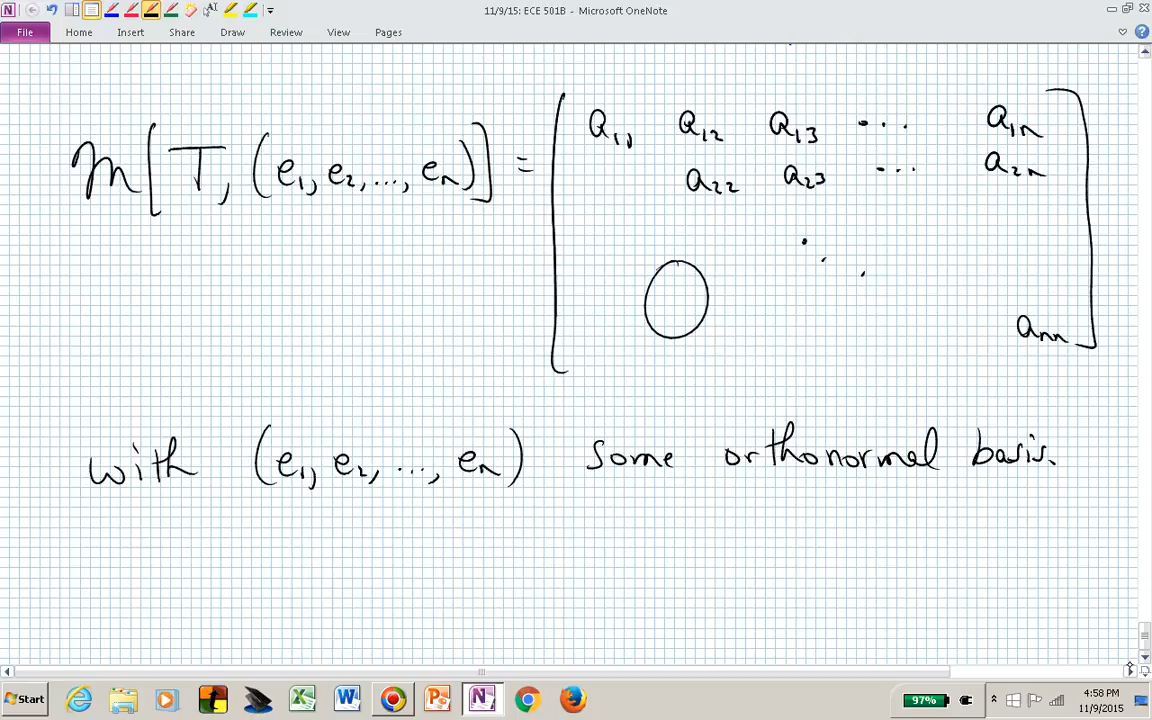 11/9/15: ECE 501B - Microsoft OneNote
File Home Insert Share Draw Review View Pages
M[T, (e₁, e₂, ..., eₙ)] = [ a₁₁ a₁₂ a₁₃ ... a₁ₙ
a₂₂ a₂₃ ... a₂ₙ
⋱
0
aₙₙ ]
with (e₁, e₂, ..., eₙ) some orthonormal basis.
Start 97% 4:58 PM
11/9/2015